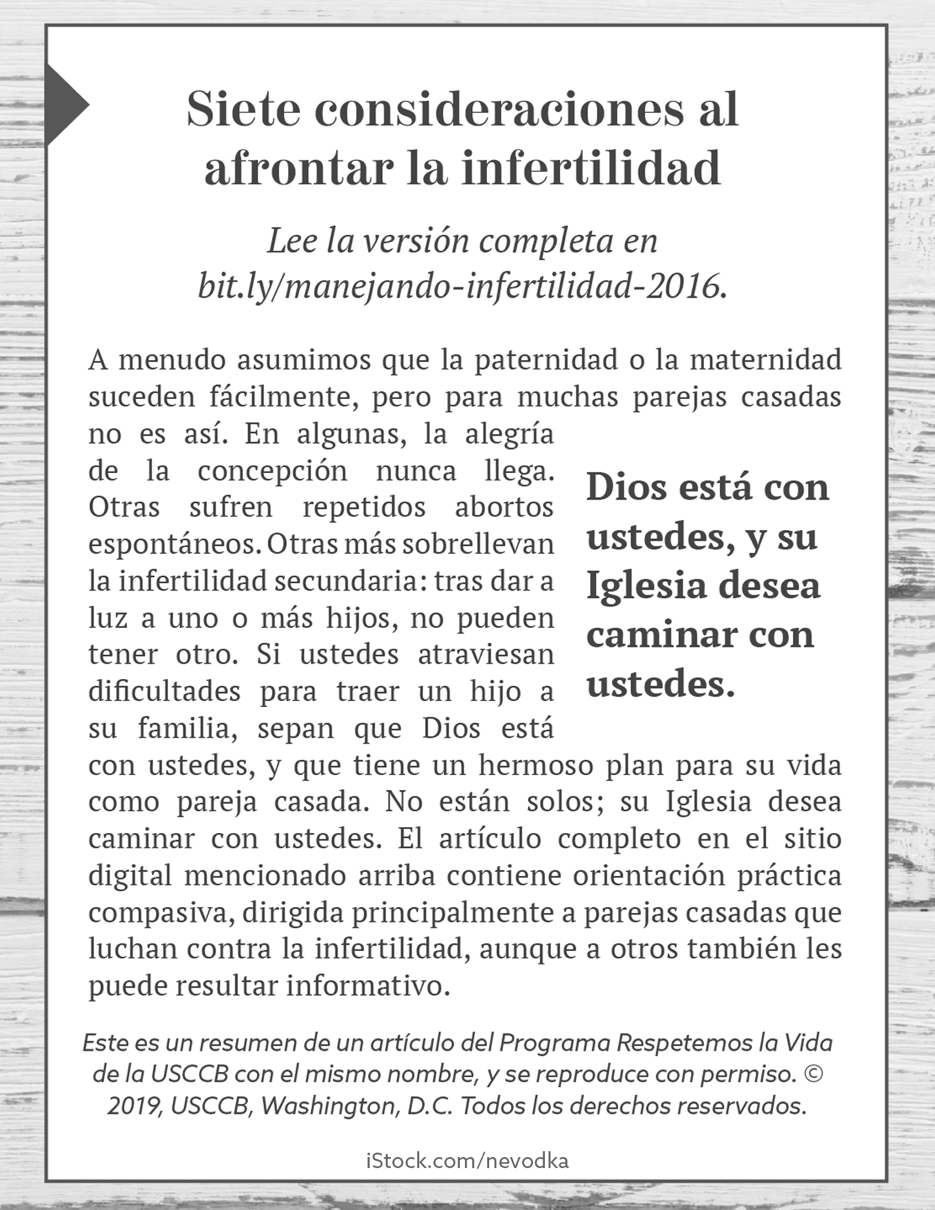 Siete consideraciones al
afrontar la infertilidad
Lee la versión completa en
bit.ly/manejando-infertilidad-2016.
A menudo asumimos que la paternidad o la maternidad
suceden fácilmente, pero para muchas parejas casadas
no es así. En algunas, la alegría
de la concepción nunca llega.
Otras sufren repetidos abortos
espontáneos. Otras más sobrellevan
la infertilidad secundaria: tras dar a
luz a uno o más hijos, no pueden
tener otro. Si ustedes atraviesan
dificultades para traer un hijo a
su familia, sepan que Dios está
con ustedes, y que tiene un hermoso plan para su vida
como pareja casada. No están solos; su Iglesia desea
caminar con ustedes. El artículo completo en el sitio
digital mencionado arriba contiene orientación práctica
compasiva, dirigida principalmente a parejas casadas que
luchan contra la infertilidad, aunque a otros también les
puede resultar informativo.
Dios está con
ustedes, y su
Iglesia desea
caminar con
ustedes.
Este es un resumen de un artículo del Programa Respetemos la Vida
de la USCCB con el mismo nombre, y se reproduce con permiso. ©
2019, USCCB, Washington, D.C. Todos los derechos reservados.
iStock.com/nevodka